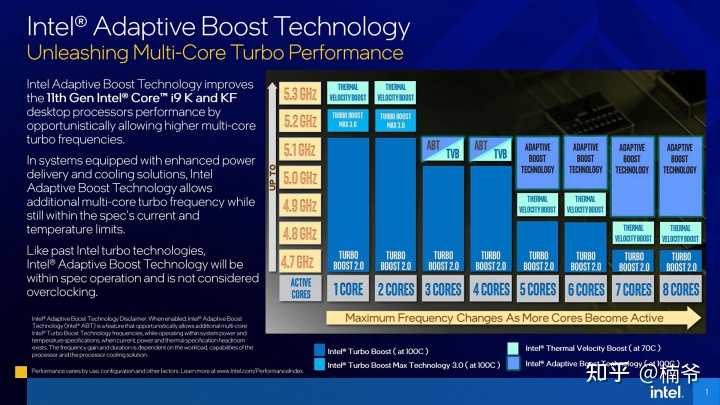 Intel® Adaptive Boost Technology
Unleashing Multi-Core Turbo Performance
Intel Adaptive Boost Technology improves
the 11th Gen Intel® Core™ i9 K and KF
desktop processors performance by
opportunistically allowing higher multi-core
turbo frequencies.
In systems equipped with enhanced power
delivery and cooling solutions, Intel
Adaptive Boost Technology allows
additional multi-core turbo frequency while
still within the spec's current and
temperature limits.
Like past Intel turbo technologies,
Intel® Adaptive Boost Technology will be
within spec operation and is not considered
overclocking.
Intel® Adaptive Boost Technology Disclaimer: When enabled, Intel® Adaptive Boost
Technology (Intel® ABT) is a feature that opportunistically allows additional multi-core
Intel® Turbo Boost Technology frequencies, while operating within system power and
temperature specifications, when current, power and thermal specification headroom
exists. The frequency gain and duration is dependent on the workload, capabilities of the
processor and the processor cooling solution.
Performance varies by use, configuration and other factors. Learn more at www.Intel.com/PerformanceIndex.
UP TO
5.3 GHz
5.2 GHz
5.1 GHz
5.0 GHz
4.9 GHz
4.8 GHz
4.7 GHz
THERMAL
VELOCITY BOOST
THERMAL
VELOCITY BOOST
TURBO BOOST
MAX 3.0
TURBO BOOST
MAX 3.0
ABT
TVB
ABT
TVB
ADAPTIVE
BOOST
TECHNOLOGY
ADAPTIVE
BOOST
TECHNOLOGY
ADAPTIVE
BOOST
TECHNOLOGY
ADAPTIVE
BOOST
TECHNOLOGY
THERMAL
VELOCITY BOOST
THERMAL
VELOCITY BOOST
THERMAL
VELOCITY BOOST
THERMAL
VELOCITY BOOST
TURBO
BOOST 2.0
TURBO
BOOST 2.0
TURBO
BOOST 2.0
TURBO
BOOST 2.0
TURBO
BOOST 2.0
TURBO
BOOST 2.0
TURBO
BOOST 2.0
TURBO
BOOST 2.0
ACTIVE
CORES
1 CORE
2 CORES
3 CORES
4 CORES
5 CORES
6 CORES
7 CORES
8 CORES
Maximum Frequency Changes As More Cores Become Active
Intel® Turbo Boost ( at 100C )
Intel® Thermal Velocity Boost ( at 70C )
Intel® Turbo Boost Max Technology 3.0 ( at 100C )
Intel® Adaptive Boost Technology ( at 100C )
知乎 @楠爷
intel.
1